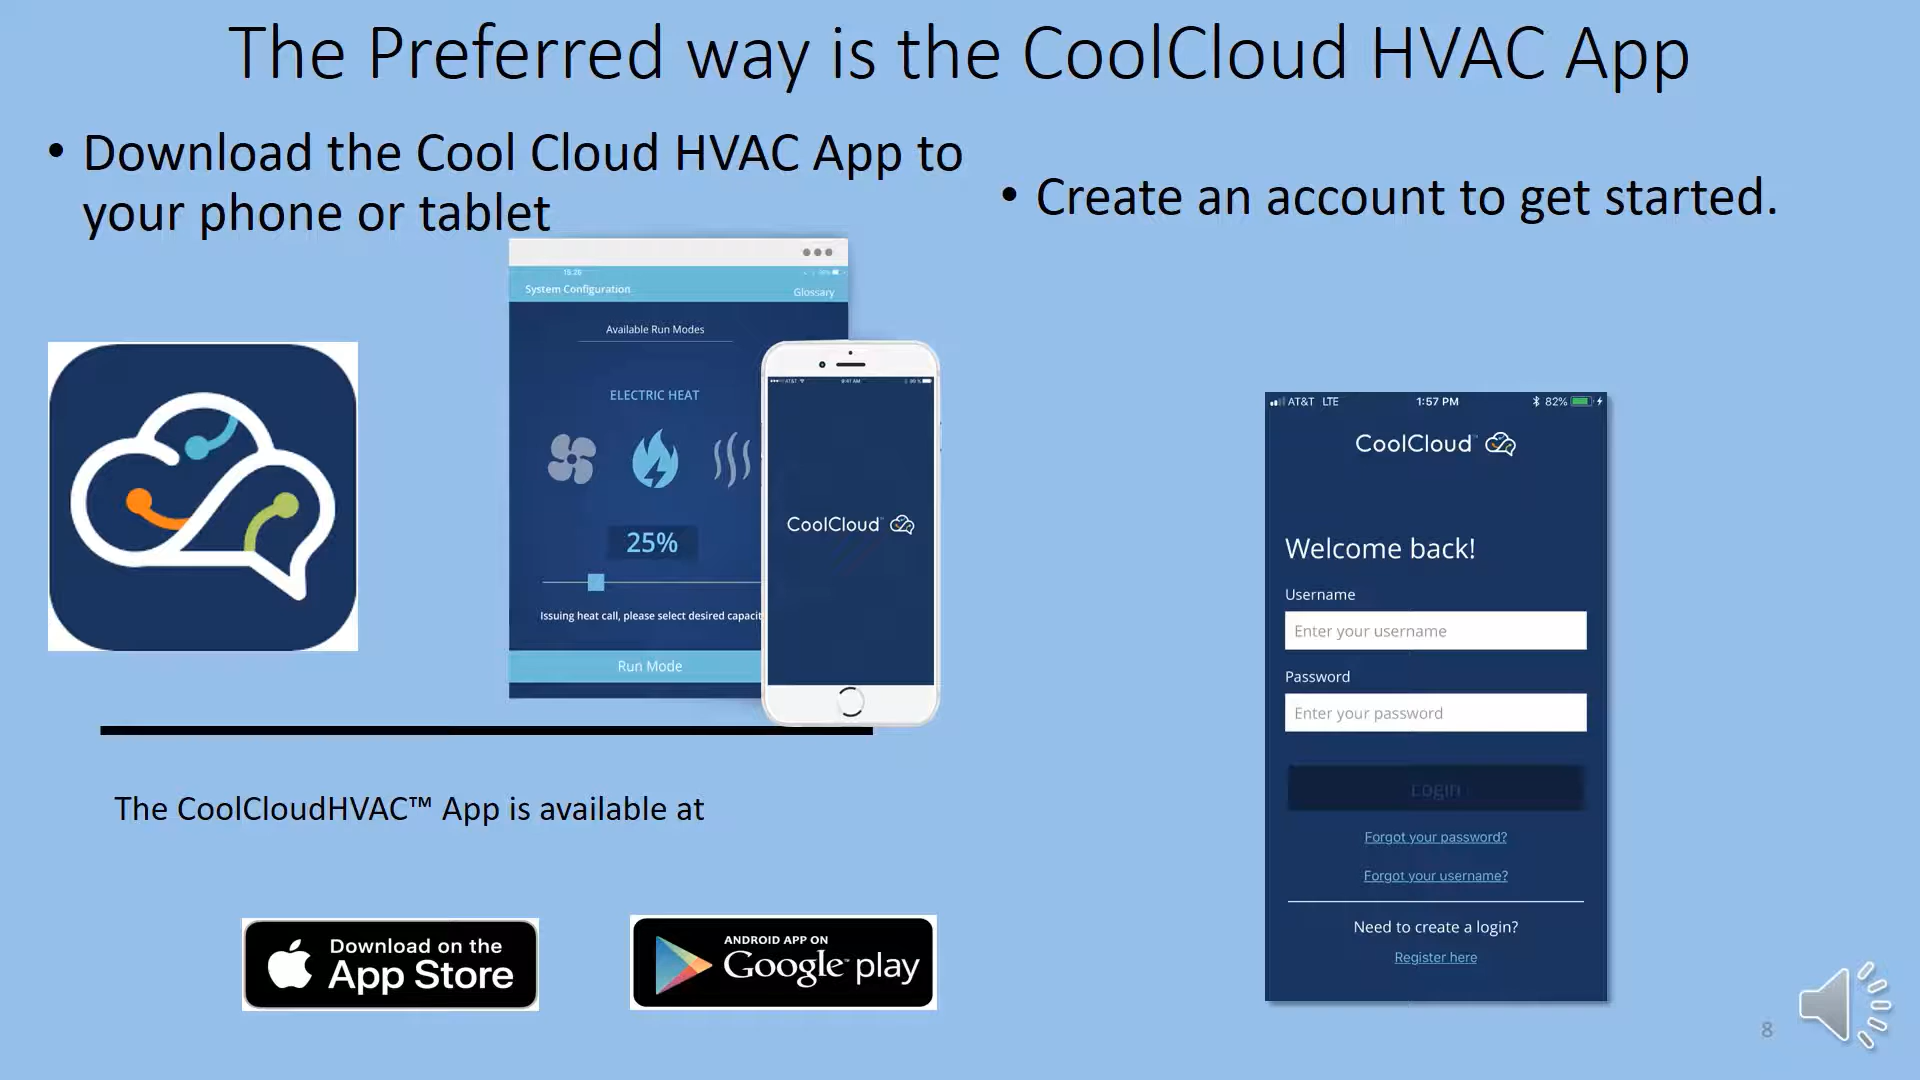 The Preferred way is the CoolCloud HVAC App
• Download the Cool Cloud HVAC App to
your phone or tablet
• Create an account to get started.
System Configuration
Glossary
Available Run Modes
ELECTRIC HEAT
25%
Issuing heat call, please select desired capacit
Run Mode
CoolCloud
The CoolCloudHVAC™ App is available at
Download on the
App Store
ANDROID APP ON
Google play
AT&T LTE 1:57 PM 82%
CoolCloud
Welcome back!
Username
Enter your username
Password
Enter your password
Login
Forgot your password?
Forgot your username?
Need to create a login?
Register here
8